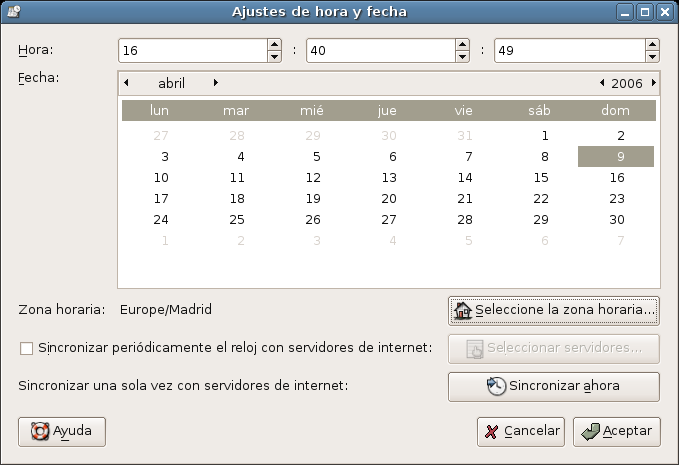 Ajustes de hora y fecha
Hora: 16 : 40 : 49
Fecha: abril 2006
lun mar mié jue vie sáb dom
27 28 29 30 31 1 2
3 4 5 6 7 8 9
10 11 12 13 14 15 16
17 18 19 20 21 22 23
24 25 26 27 28 29 30
1 2 3 4 5 6 7
Zona horaria: Europe/Madrid Seleccione la zona horaria...
Sincronizar periódicamente el reloj con servidores de internet: Seleccionar servidores...
Sincronizar una sola vez con servidores de internet: Sincronizar ahora
Ayuda Cancelar Aceptar